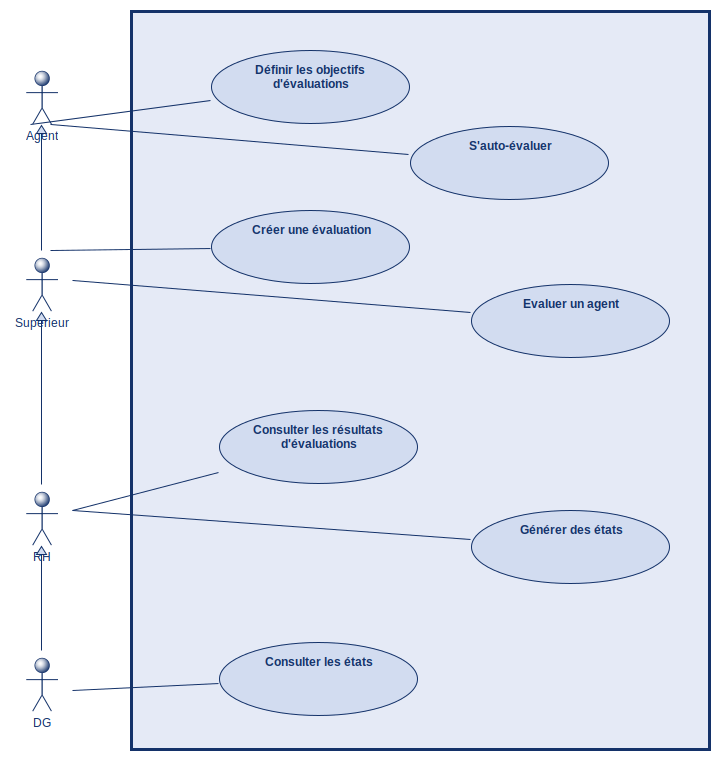 Définir les objectifs
d'évaluations
Agent
S'auto-évaluer
Créer une évaluation
Evaluer un agent
Supérieur
Consulter les résultats
d'évaluations
Générer des états
RH
Consulter les états
DG